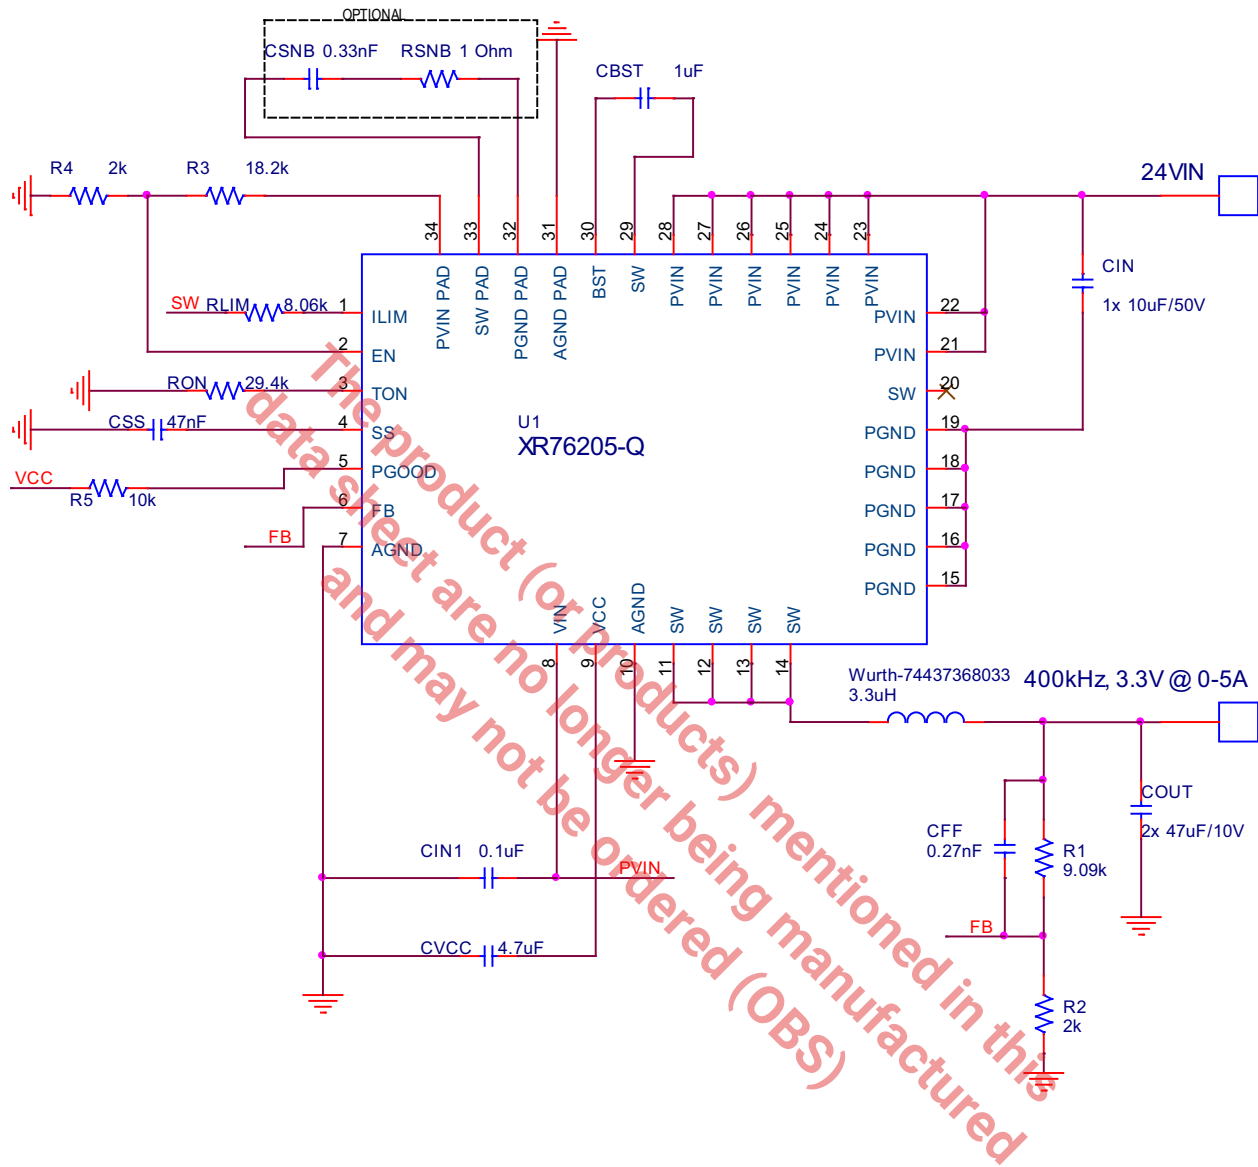 OPTIONAL
CSNB 0.33nF
RSNB 1 Ohm
CBST
1uF
R4
2k
R3
18.2k
24VIN
34
33
32
31
30
29
28
27
26
25
24
23
PVIN PAD
SW PAD
PGND PAD
AGND PAD
BST
SW
PVIN
PVIN
PVIN
PVIN
PVIN
PVIN
CIN
1x 10uF/50V
SW
RLIM
8.06k
1
ILIM
2
EN
RON
29.4k
3
TON
CSS
47nF
4
SS
VCC
R5
10k
5
PGOOD
6
FB
FB
7
AGND
U1
XR76205-Q
PVIN
22
PVIN
21
SW
20
PGND
19
PGND
18
PGND
17
PGND
16
PGND
15
VIN
VCC
AGND
SW
SW
SW
SW
8
9
10
11
12
13
14
Wurth-74437368033
3.3uH
400kHz, 3.3V @ 0-5A
COUT
2x 47uF/10V
CFF
0.27nF
R1
9.09k
FB
R2
2k
CIN1
0.1uF
PVIN
CVCC
4.7uF
The product (or products) mentioned in this
data sheet are no longer being manufactured
and may not be ordered (OBS)